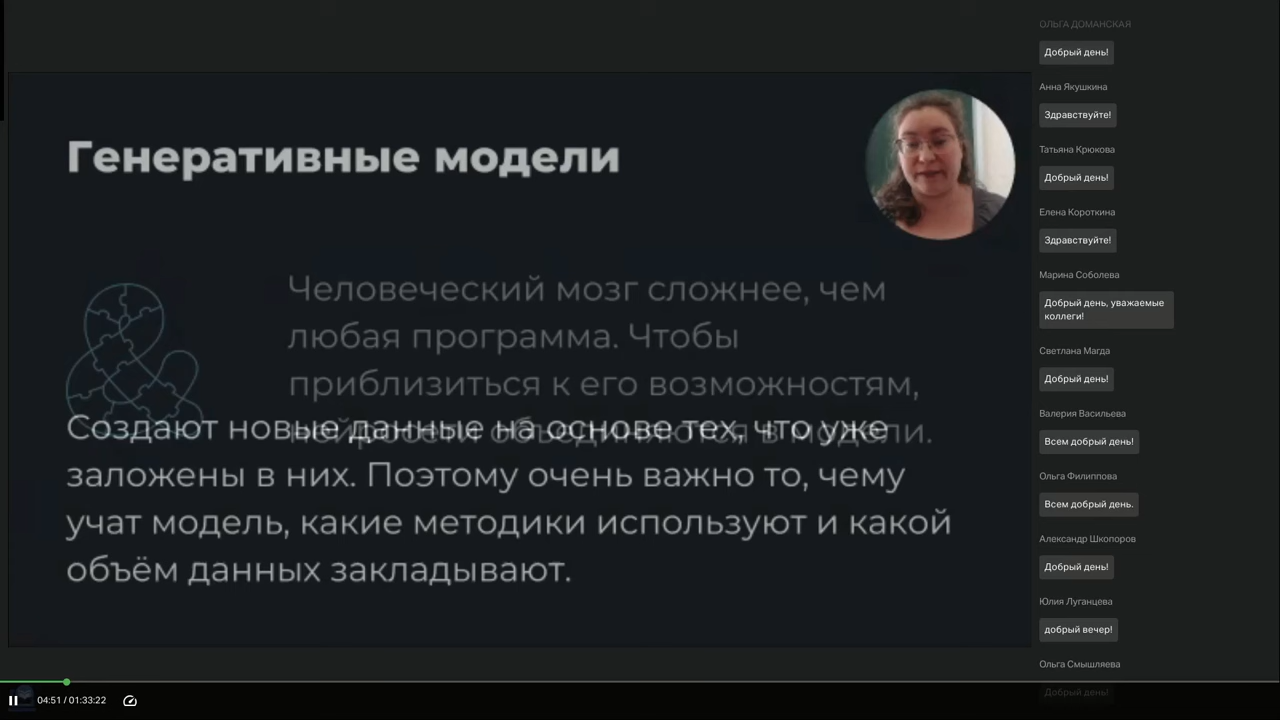 Генеративные модели
Человеческий мозг сложнее, чем
любая программа. Чтобы
приблизиться к его возможностям,
нейросети объединяются в модели.
Создают новые данные на основе тех, что уже
заложены в них. Поэтому очень важно то, чему
учат модель, какие методики используют и какой
объём данных закладывают.
ОЛЬГА ДОМАНСКАЯ
Добрый день!
Анна Якушкина
Здравствуйте!
Татьяна Крюкова
Добрый день!
Елена Короткина
Здравствуйте!
Марина Соболева
Добрый день, уважаемые
коллеги!
Светлана Магда
Добрый день!
Валерия Васильева
Всем добрый день!
Ольга Филиппова
Всем добрый день.
Александр Шкопоров
Добрый день!
Юлия Луганцева
добрый вечер!
Ольга Смышляева
Добрый день!
04:51 / 01:33:22